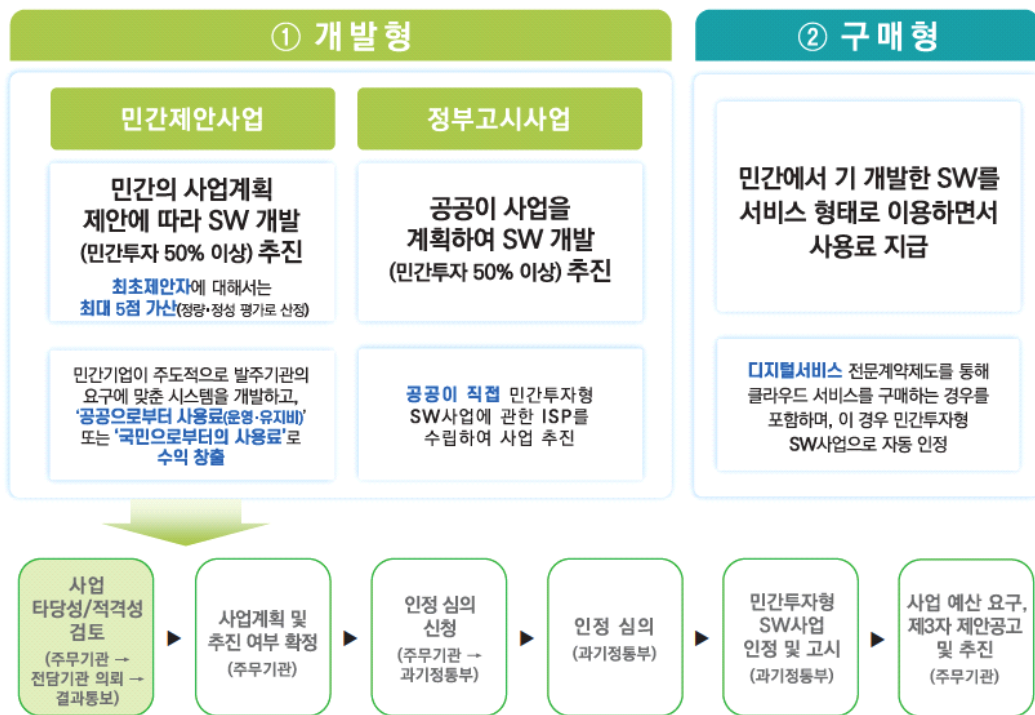 ① 개발형
② 구매형
민간제안사업
정부고시사업
민간의 사업계획
제안에 따라 SW 개발
(민간투자 50% 이상) 추진
최초제안자에 대해서는
최대 5점 가산(정량·정성 평가로 산정)
공공이 사업을
계획하여 SW 개발
(민간투자 50% 이상) 추진
민간에서 기 개발한 SW를
서비스 형태로 이용하면서
사용료 지급
민간기업이 주도적으로 발주기관의
요구에 맞춘 시스템을 개발하고,
‘공공으로부터 사용료(운영·유지비)’
또는 ‘국민으로부터의 사용료’로
수익 창출
공공이 직접 민간투자형
SW사업에 관한 ISP를
수립하여 사업 추진
디지털서비스 전문계약제도를 통해
클라우드 서비스를 구매하는 경우를
포함하며, 이 경우 민간투자형
SW사업으로 자동 인정
사업
타당성/적격성
검토
(주무기관 →
전담기관 의뢰 →
결과통보)
▶
사업계획 및
추진 여부 확정
(주무기관)
▶
인정 심의
신청
(주무기관 →
과기정통부)
▶
인정 심의
(과기정통부)
▶
민간투자형
SW사업
인정 및 고시
(과기정통부)
▶
사업 예산 요구,
제3자 제안공고
및 추진
(주무기관)